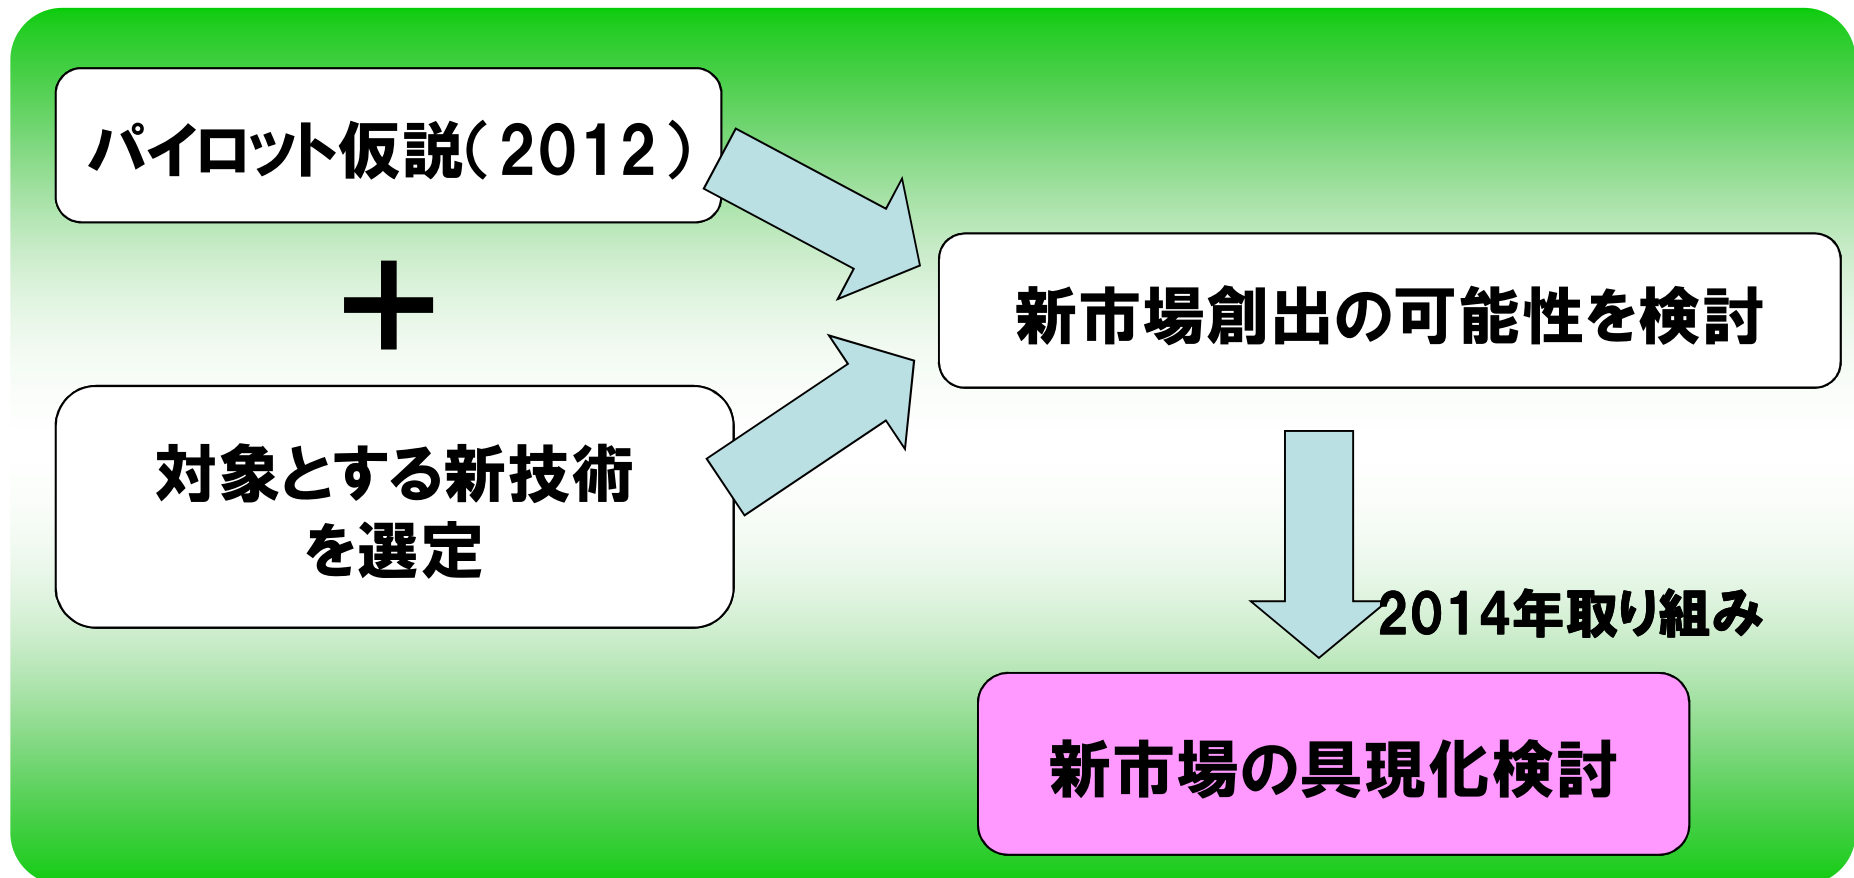 パイロット仮説（2012）
＋
対象とする新技術
を選定
新市場創出の可能性を検討
2014年取り組み
新市場の具現化検討